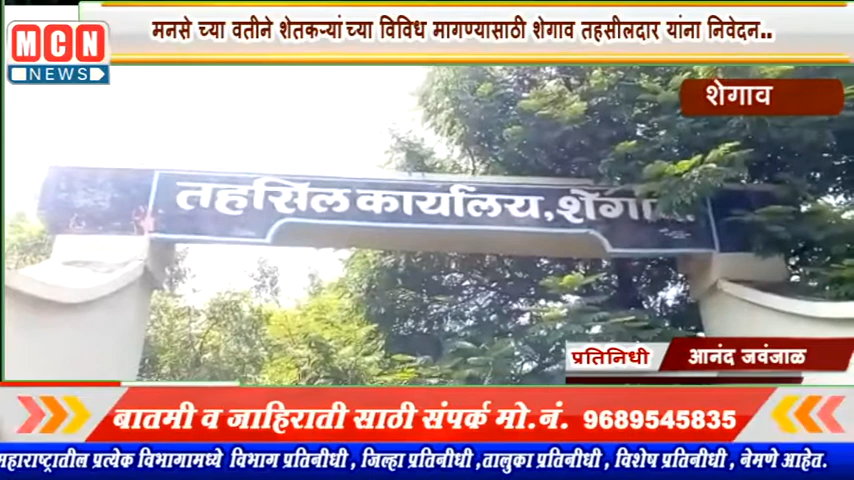 मनसे च्या वतीने शेतकऱ्यांच्या विविध मागण्यासाठी शेगाव तहसीलदार यांना निवेदन..
MCN
NEWS
शेगाव
तहसिल कार्यालय, शेगाव.
प्रतिनिधी
आनंद जवंजाळ
बातमी व जाहिराती साठी संपर्क मो.नं. 9689545835
महाराष्ट्रातील प्रत्येक विभागामध्ये विभाग प्रतिनीधी , जिल्हा प्रतिनीधी ,तालुका प्रतिनीधी , विशेष प्रतिनीधी , नेमणे आहेत.